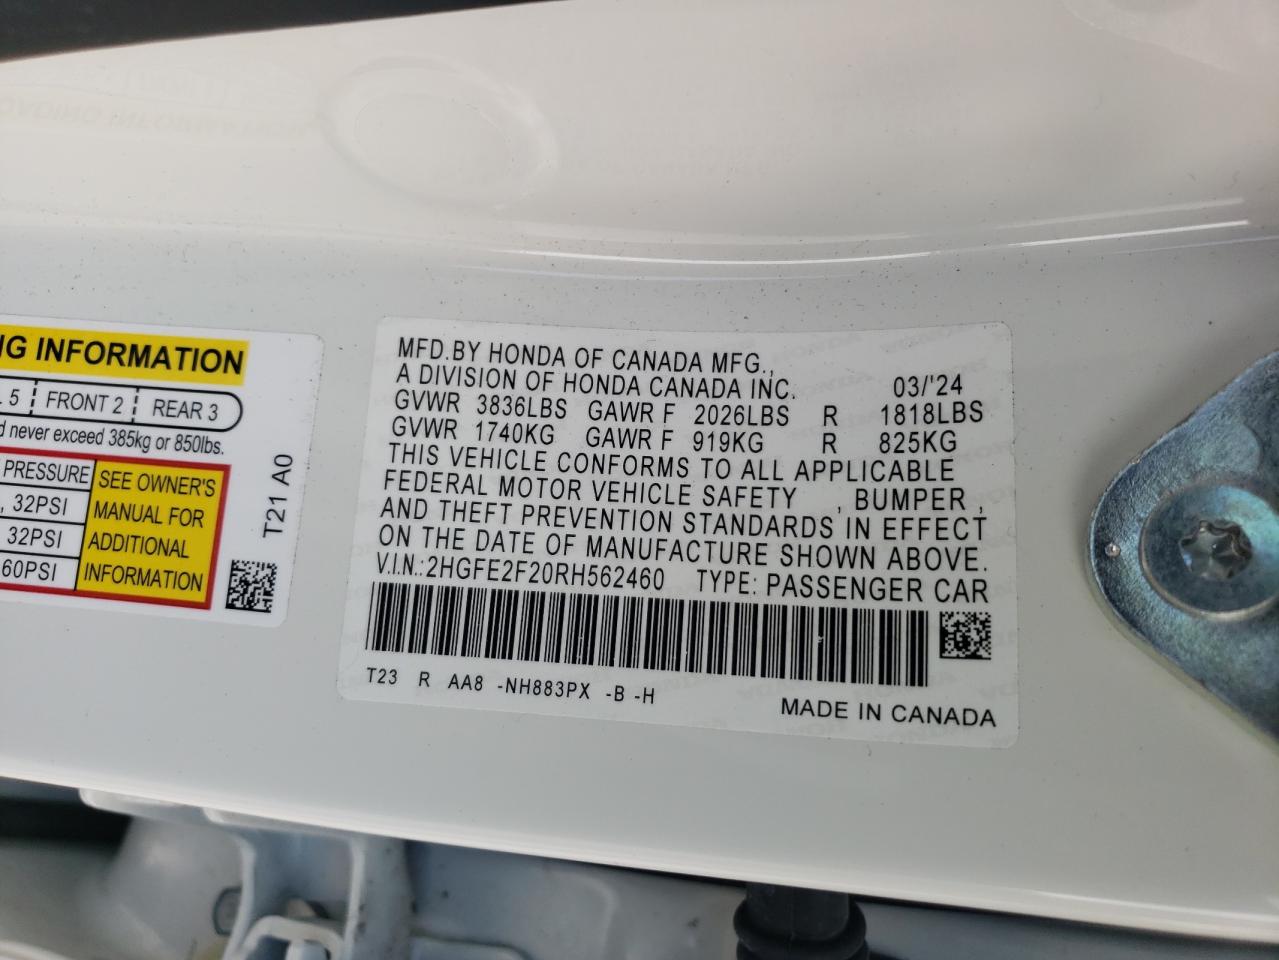 NG INFORMATION
5 FRONT 2 REAR 3
d never exceed 385kg or 850lbs.
PRESSURE
, 32PSI
32PSI
60PSI
SEE OWNER'S
MANUAL FOR
ADDITIONAL
INFORMATION
T21 A0
MFD.BY HONDA OF CANADA MFG.,
A DIVISION OF HONDA CANADA INC. 03/'24
GVWR 3836LBS GAWR F 2026LBS R 1818LBS
GVWR 1740KG GAWR F 919KG R 825KG
THIS VEHICLE CONFORMS TO ALL APPLICABLE
FEDERAL MOTOR VEHICLE SAFETY , BUMPER ,
AND THEFT PREVENTION STANDARDS IN EFFECT
ON THE DATE OF MANUFACTURE SHOWN ABOVE.
V.I.N.:2HGFE2F20RH562460 TYPE: PASSENGER CAR
T23 R AA8 -NH883PX -B -H
MADE IN CANADA